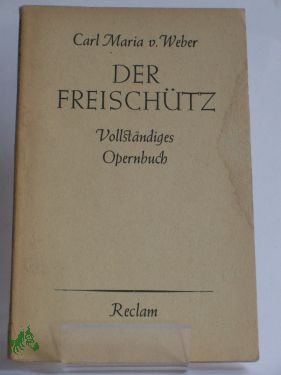 Carl Maria v. Weber
DER
FREISCHÜTZ
Vollständiges
Opernbuch
Reclam